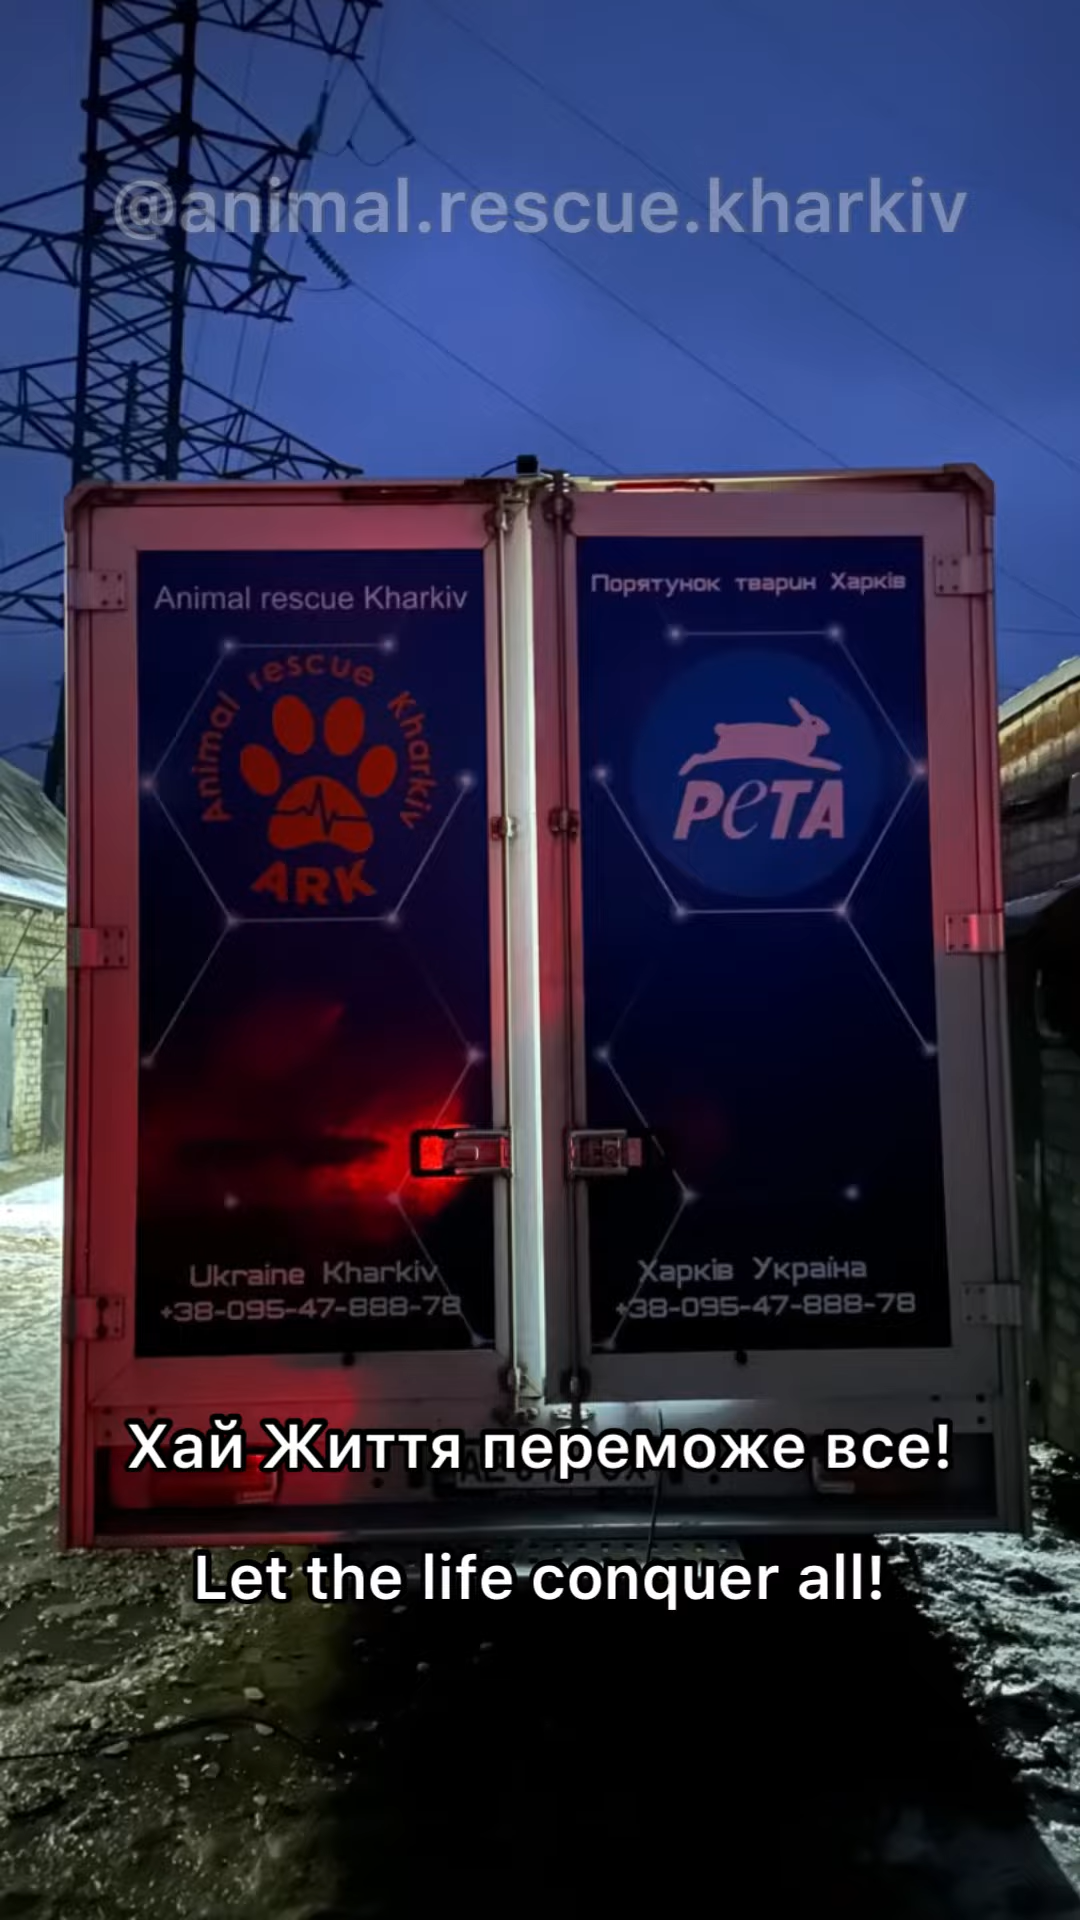 @animal.rescue.kharkiv
Animal rescue Kharkiv
Animal rescue Kharkiv
ARK
Ukraine Kharkiv
+38-095-47-888-78
Порятунок тварин Харків
PeTA
Харків Україна
+38-095-47-888-78
Хай Життя переможе все!
Let the life conquer all!